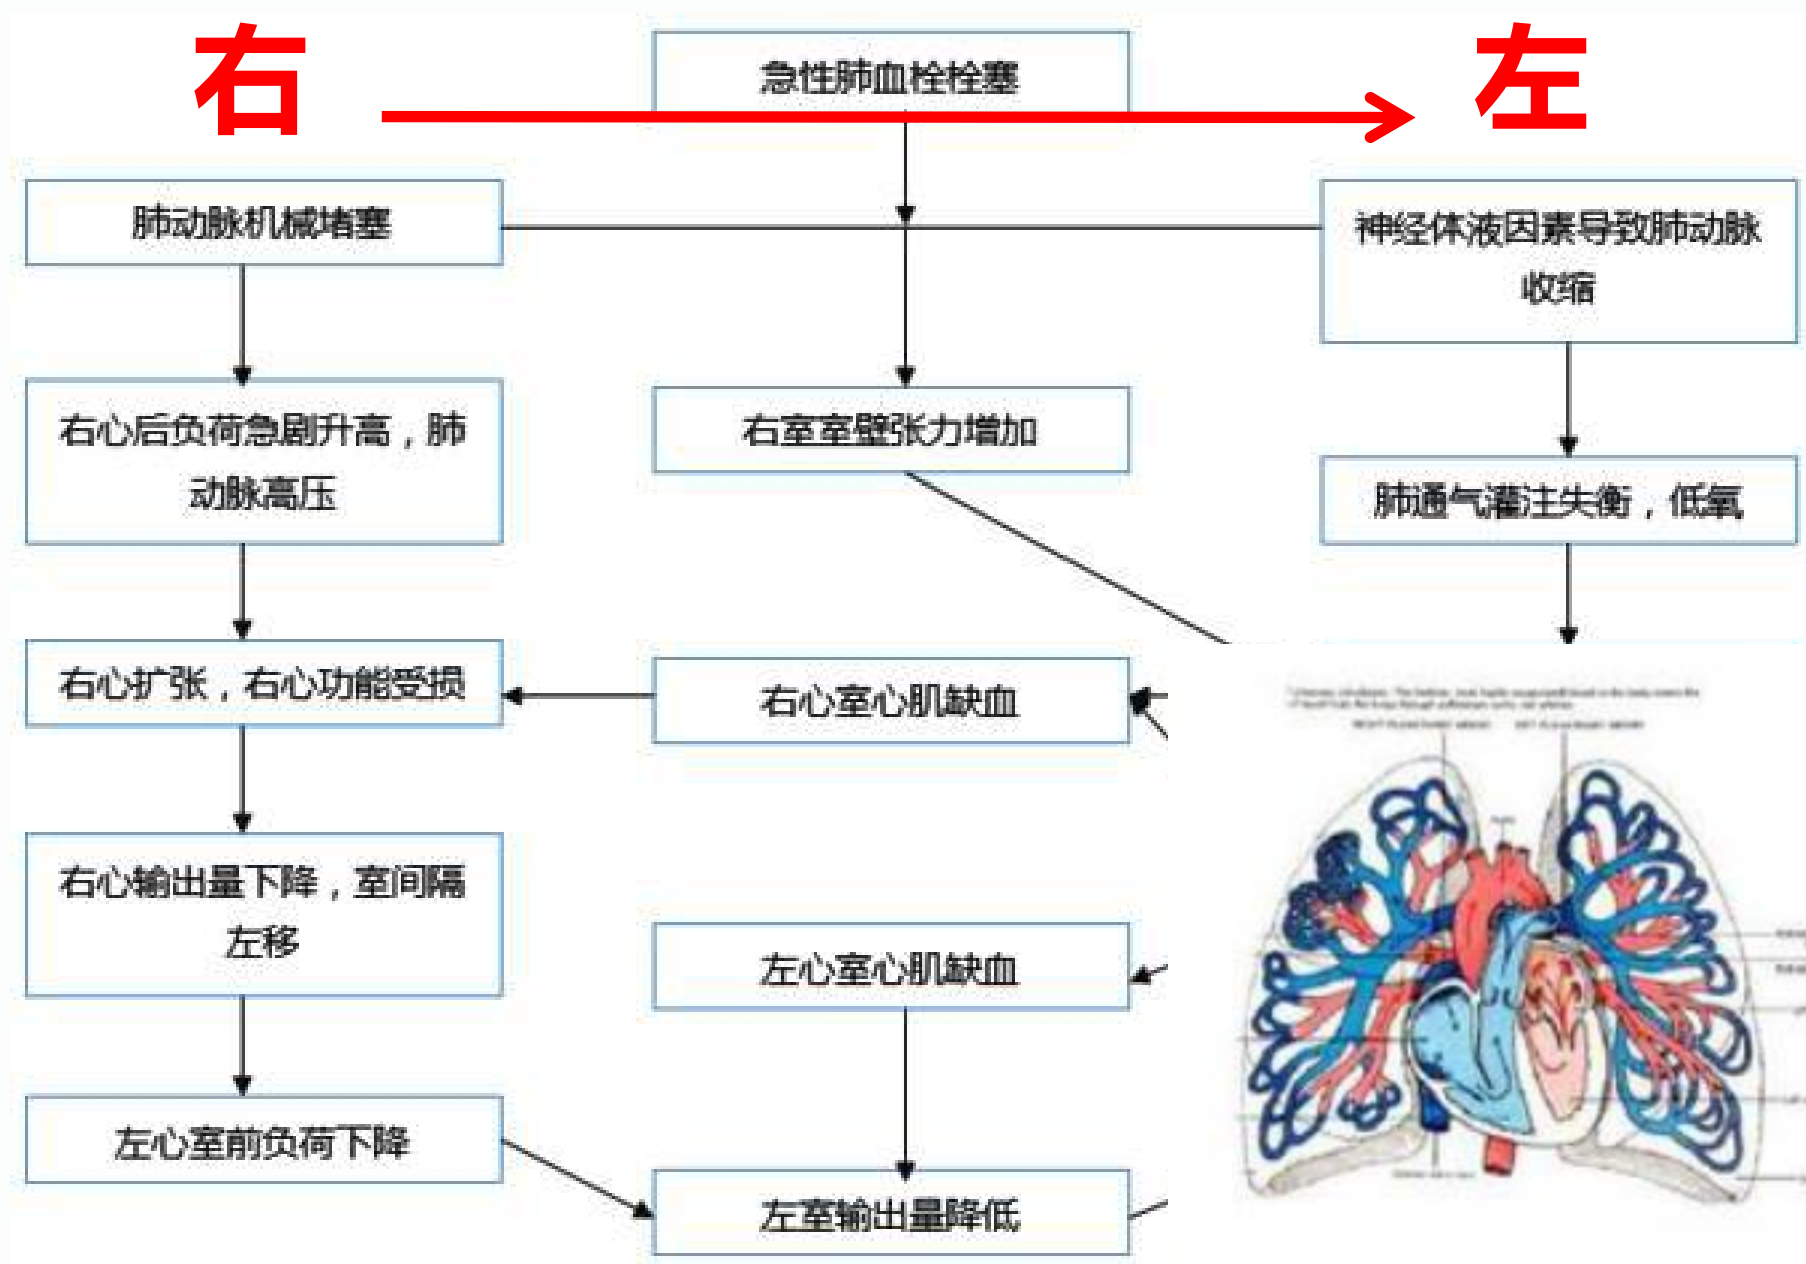 右
左
急性肺血栓栓塞
肺动脉机械堵塞
神经体液因素导致肺动脉
收缩
右心后负荷急剧升高，肺
动脉高压
右室室壁张力增加
肺通气灌注失衡，低氧
右心扩张，右心功能受损
右心室心肌缺血
右心输出量下降，室间隔
左移
左心室心肌缺血
左心室前负荷下降
左室输出量降低